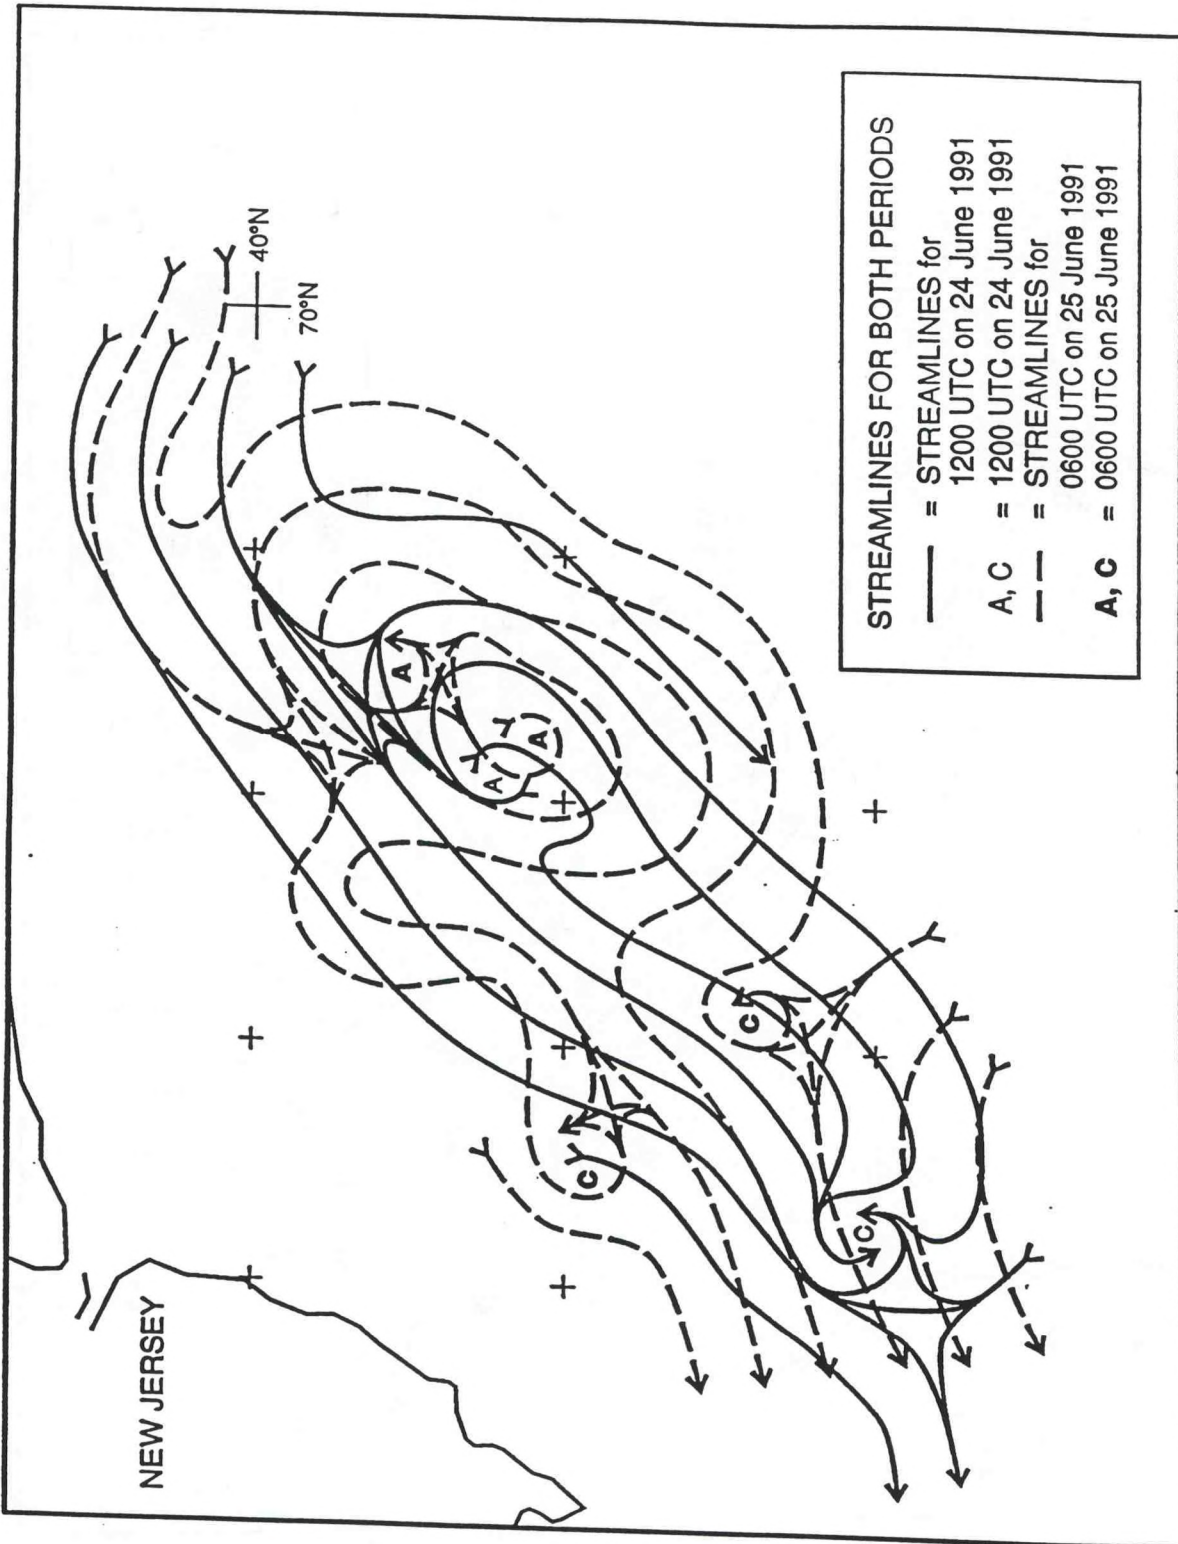 NEW JERSEY
40°N
70°N
A
A
A
C
C
C
STREAMLINES FOR BOTH PERIODS
= STREAMLINES for
1200 UTC on 24 June 1991
A, C = 1200 UTC on 24 June 1991
= STREAMLINES for
0600 UTC on 25 June 1991
A, C = 0600 UTC on 25 June 1991